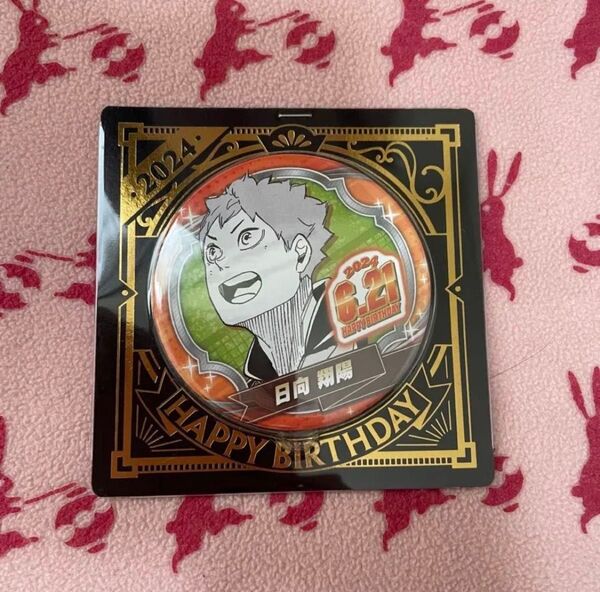 ·2024·
2024
6.21
HAPPY BIRTHDAY
日向 翔陽
HAPPY BIRTHDAY